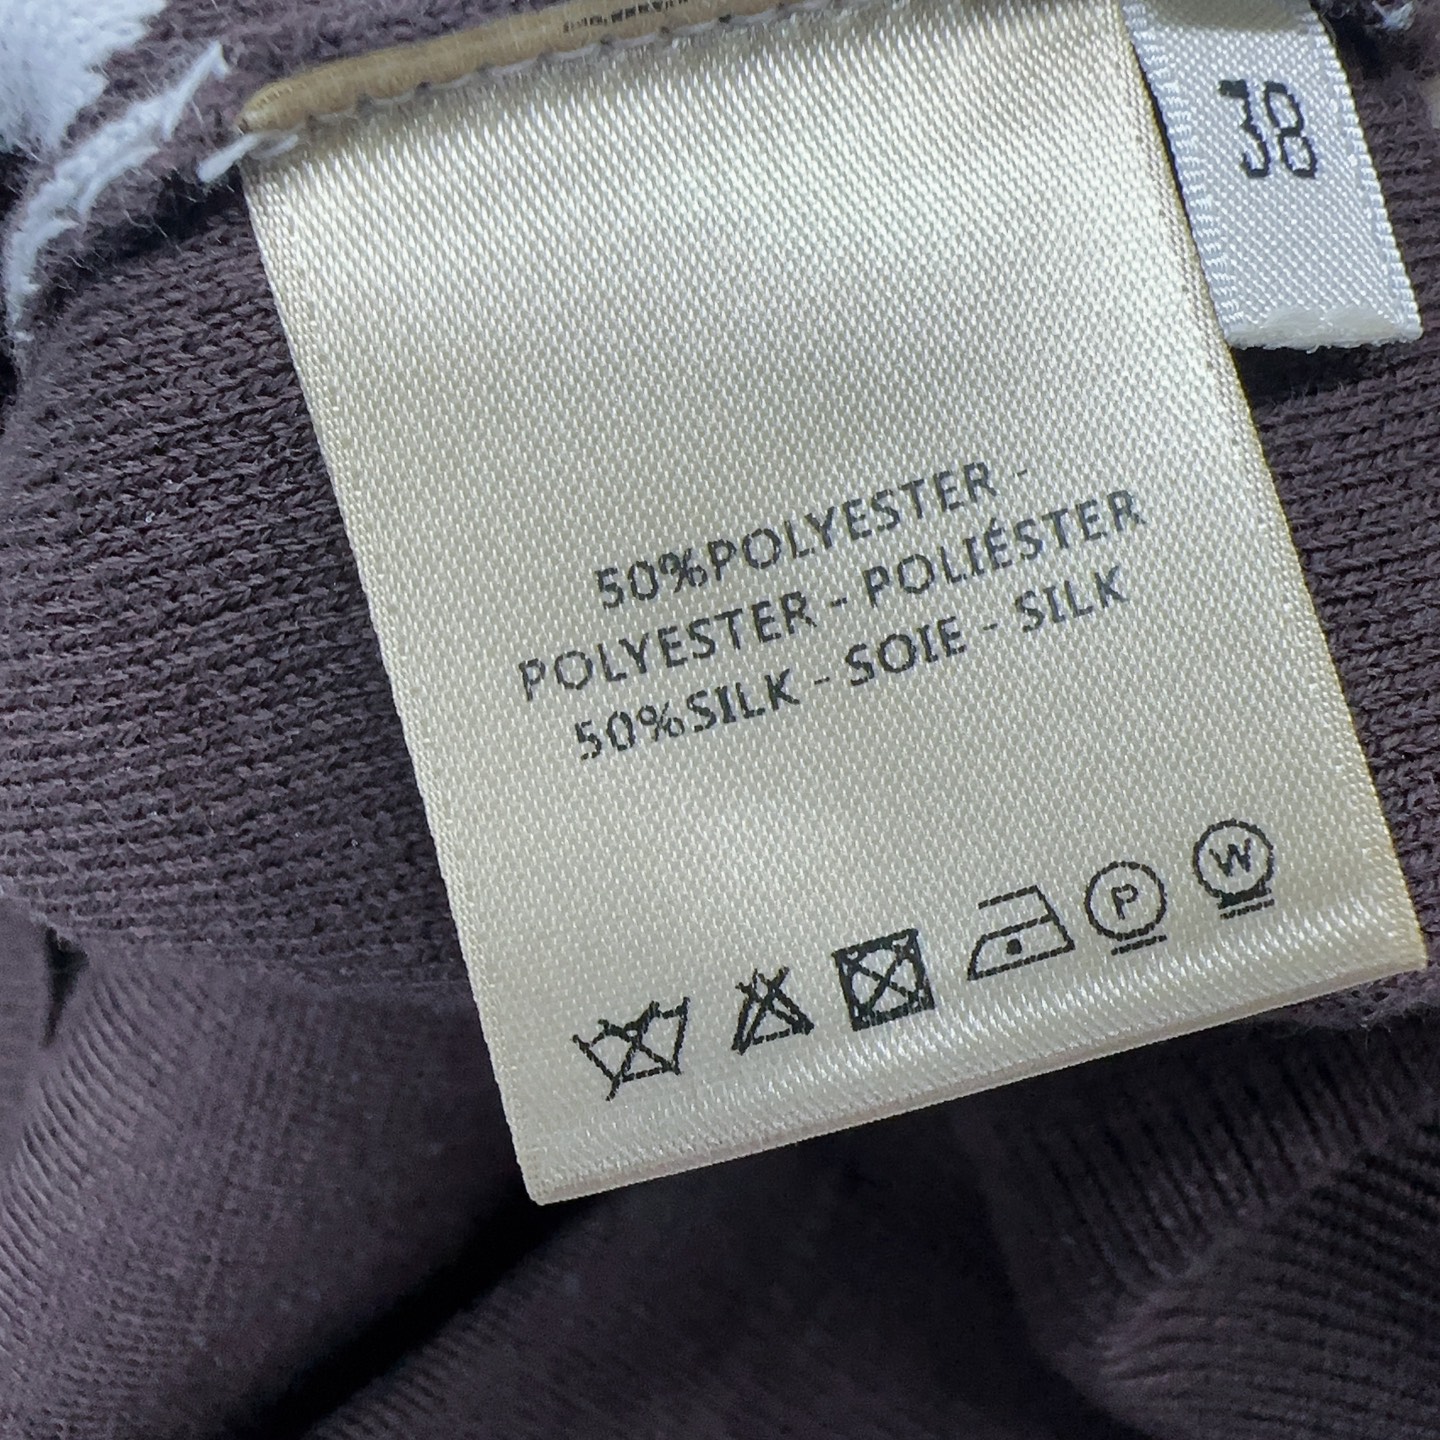 38
50%POLYESTER -
POLYESTER - POLIÉSTER
50%SILK - SOIE - SILK
P
W